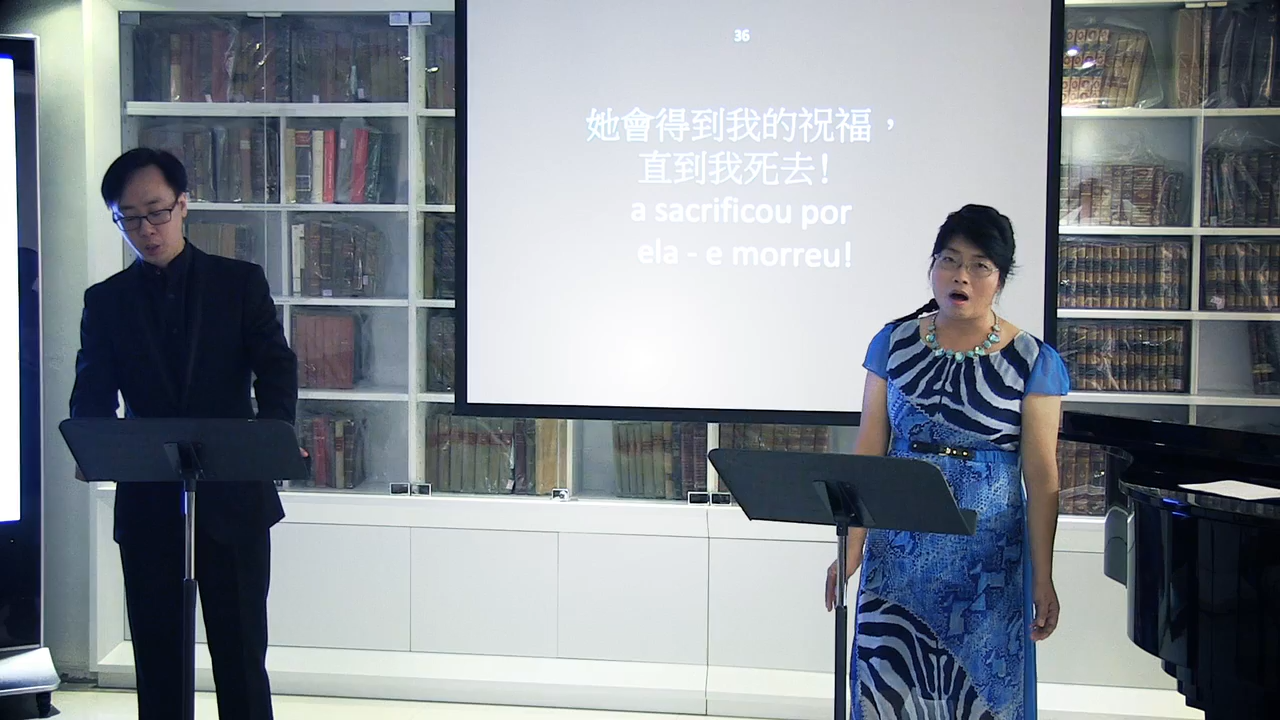 36
她會得到我的祝福，
直到我死去!
a sacrificou por
ela - e morreu!